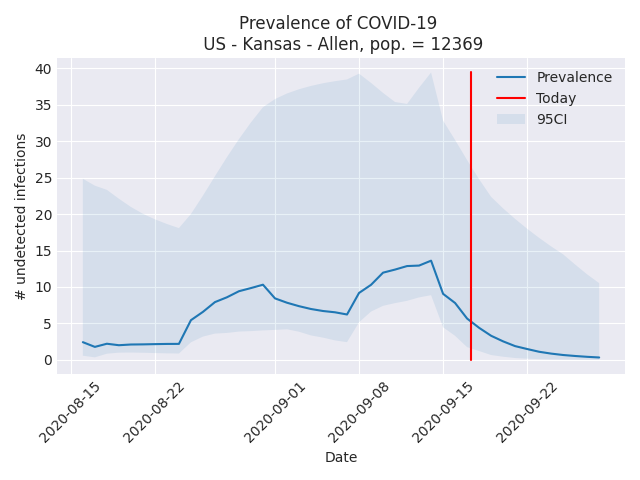 Prevalence of COVID-19
US - Kansas - Allen, pop. = 12369
40
35
30
25
20
15
10
5
0
# undetected infections
Prevalence
Today
95CI
2020-08-15
2020-08-22
2020-09-01
2020-09-08
2020-09-15
2020-09-22
Date